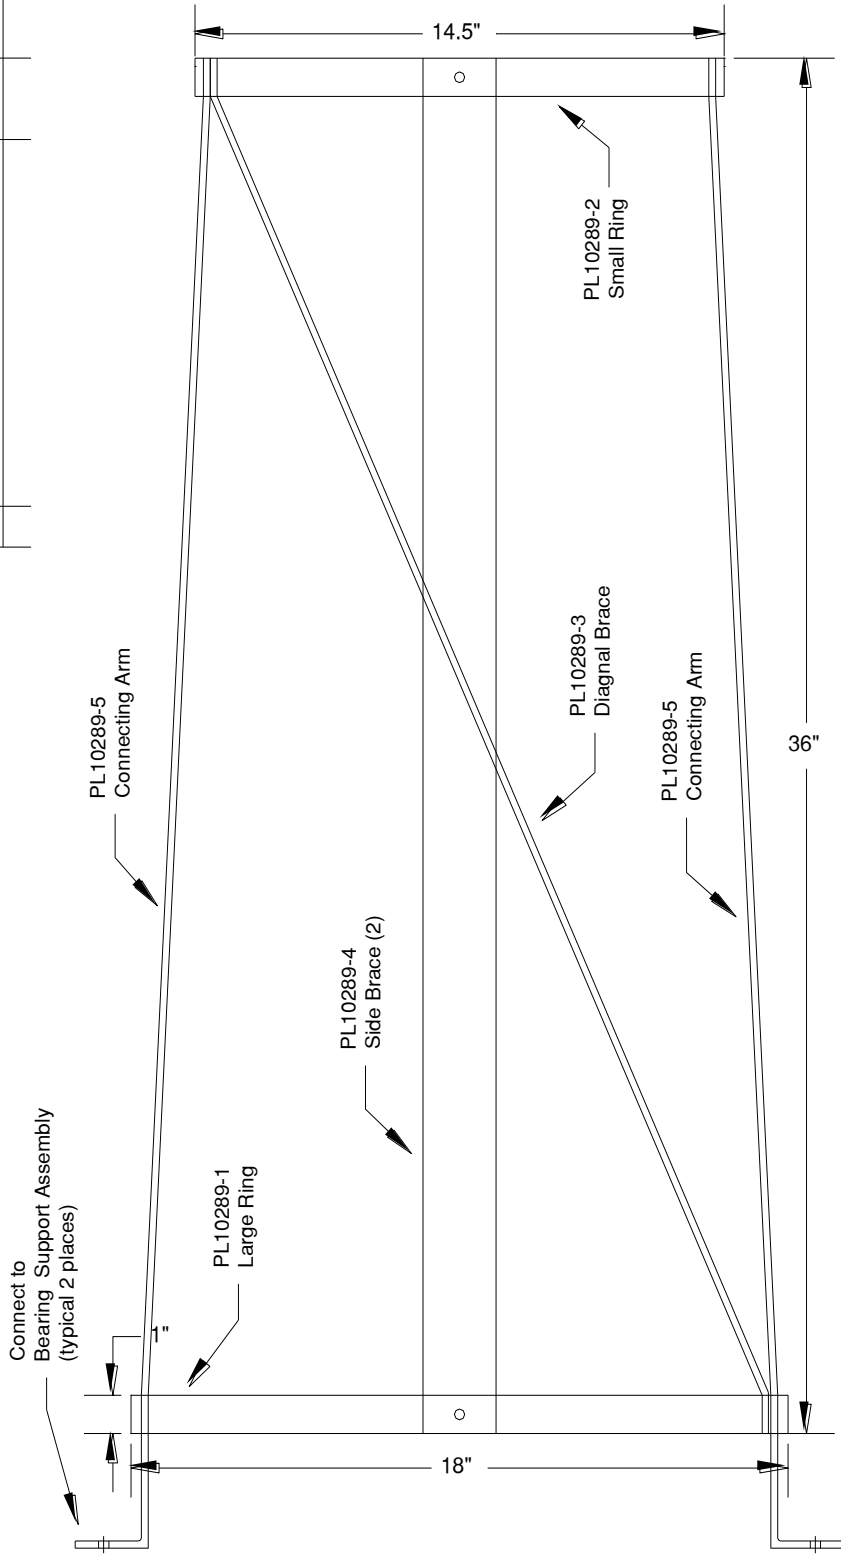 14.5"
PL10289-2
Small Ring
PL10289-5
Connecting Arm
PL10289-3
Diagnal Brace
PL10289-5
Connecting Arm
36"
PL10289-4
Side Brace (2)
Connect to
Bearing Support Assembly
(typical 2 places)
PL10289-1
Large Ring
1"
18"